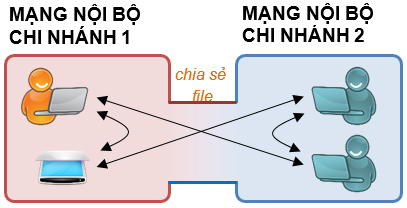 MẠNG NỘI BỘ
CHI NHÁNH 1
MẠNG NỘI BỘ
CHI NHÁNH 2
chia sẻ
file